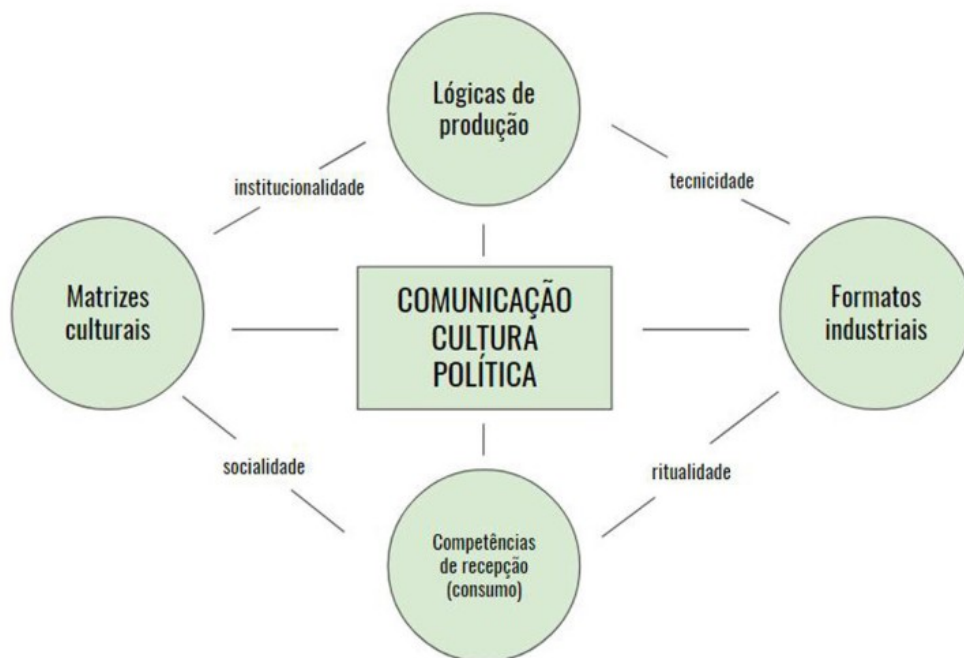 Lógicas de
produção
institucionalidade
tecnicidade
Matrizes
culturais
COMUNICAÇÃO
CULTURA
POLÍTICA
Formatos
industriais
socialidade
ritualidade
Competências
de recepção
(consumo)